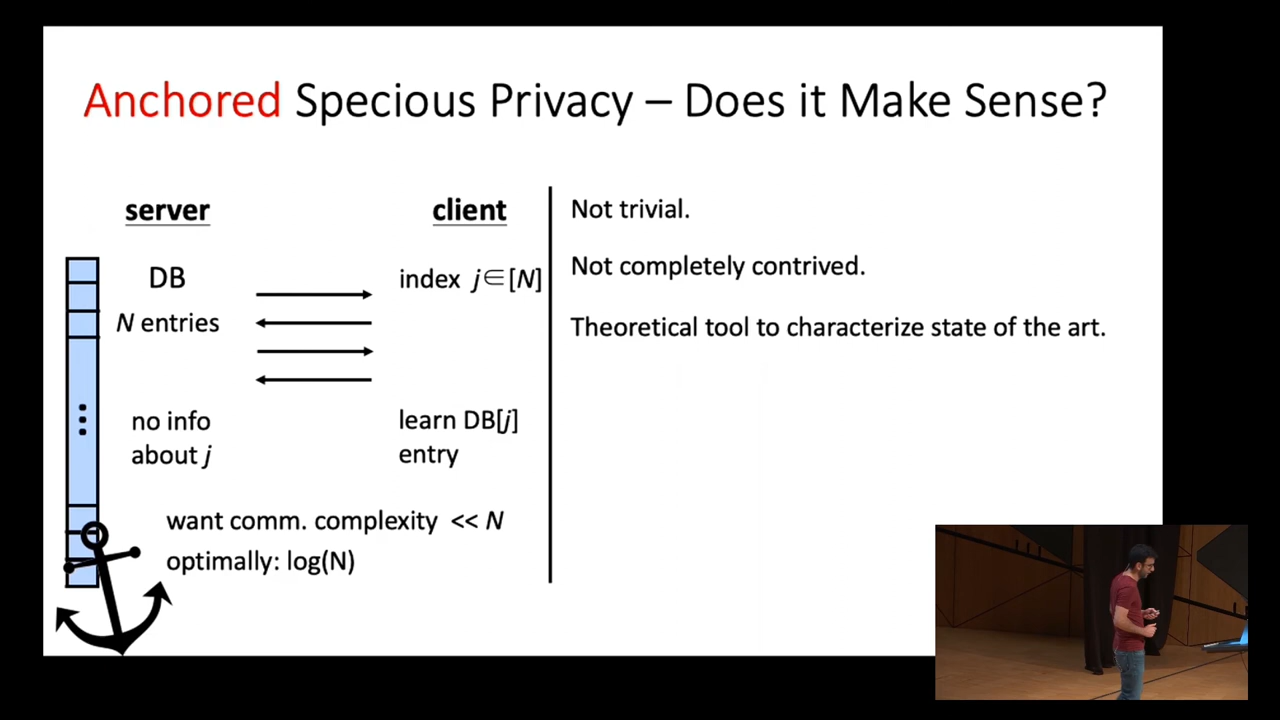 Anchored Specious Privacy – Does it Make Sense?
server
client
DB
index j∈[N]
N entries
no info
about j
learn DB[j]
entry
want comm. complexity << N
optimally: log(N)
Not trivial.
Not completely contrived.
Theoretical tool to characterize state of the art.